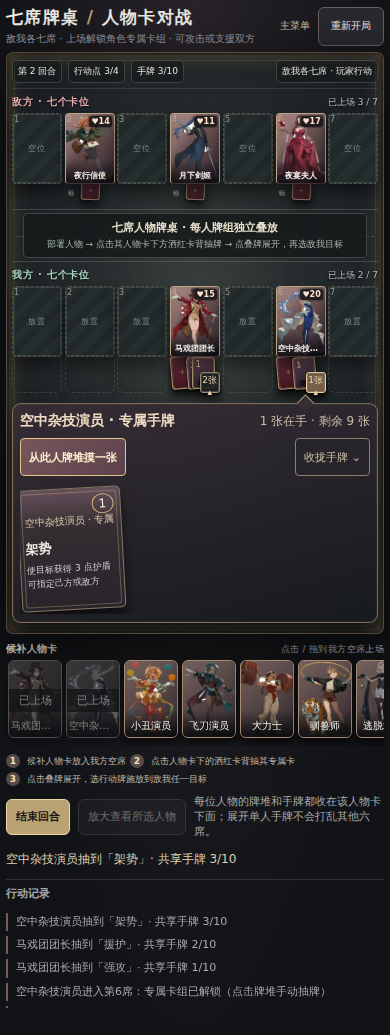 七席牌桌 / 人物卡对战
敌我各七席 · 上场解锁角色专属卡组 · 可攻击或支援双方
主菜单
重新开局
第 2 回合
行动点 3/4
手牌 3/10
敌我各七席 · 玩家行动
敌方 · 七个卡位
已上场 3 / 7
1
空位
♥14
夜行信使
3
空位
♥11
月下剑姬
5
空位
♥17
夜宴夫人
7
空位
七席人物牌桌 · 每人牌组独立叠放
部署人物 → 点击其人物卡下方酒红卡背抽牌 → 点击叠层展开，再选敌我目标
我方 · 七个卡位
已上场 2 / 7
1
放置
2
放置
3
放置
♥15
马戏团团长
5
放置
♥20
空中杂技…
7
放置
1
2张
1
1张
空中杂技演员 · 专属手牌
1 张在手 · 剩余 9 张
从此人牌堆摸一张
收拢手牌 ⌄
1
空中杂技演员 · 专属
架势
使目标获得 3 点护盾
可指定己方或敌方
候补人物卡
点击 / 拖到我方空席上场
已上场
马戏团…
已上场
空中杂…
小丑演员
飞刀演员
大力士
驯兽师
逃脱
1 候补人物卡放入我方空席 2 点击人物卡下的酒红卡背抽其专属卡
3 点击叠层展开，选行动牌施放到敌我任一目标
结束回合
放大查看所选人物
每位人物的牌堆和手牌都收在该人物卡
下面；展开单人手牌不会打乱其他六
席。
空中杂技演员抽到「架势」· 共享手牌 3/10
行动记录
空中杂技演员抽到「架势」· 共享手牌 3/10
马戏团团长抽到「援护」· 共享手牌 2/10
马戏团团长抽到「强攻」· 共享手牌 1/10
空中杂技演员进入第6席：专属卡组已解锁（点击牌堆手动抽牌）